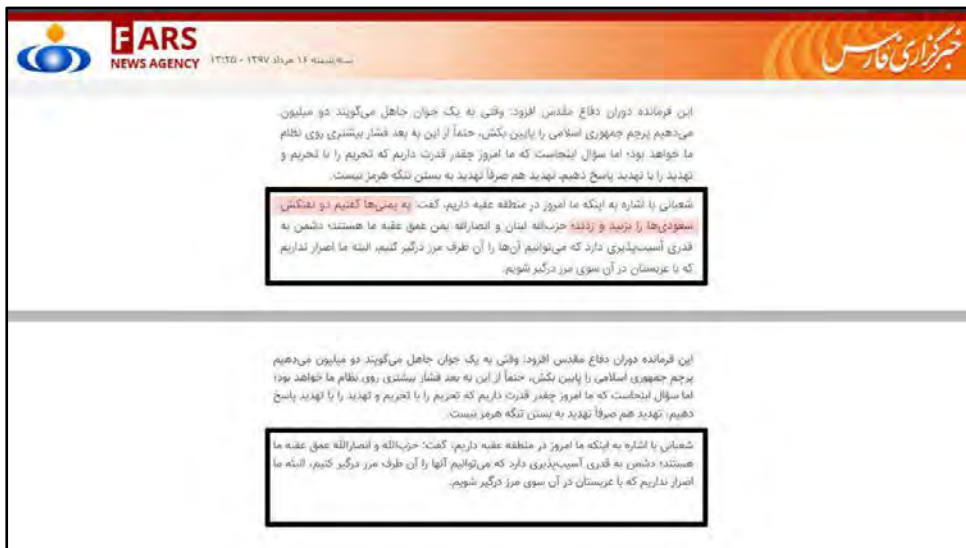 FARS
NEWS AGENCY
سه شنبه ۱۶ مرداد ۱۳۹۷ - ۱۳:۲۵
خبرگزاری فارس
این فرمانده دوران دفاع مقدس افزود: وقتی به یک جوان جاهل می‌گویند دو میلیون
می‌دهیم پرچم جمهوری اسلامی را پایین بکش، حتماً از این به بعد فشار بیشتری روی نظام
ما خواهد بود؛ اما سؤال اینجاست که ما امروز چقدر قدرت داریم که تحریم را با تحریم و
تهدید را با تهدید پاسخ دهیم، تهدید هم صرفاً تهدید به بستن تنگه هرمز نیست.
شعبانی با اشاره به اینکه ما امروز در منطقه عقبه داریم، گفت: به یمنی‌ها گفتیم دو نفتکش
سعودی‌ها را بزنید و زدند؛ حزب‌الله لبنان و انصارالله یمن عمق عقبه ما هستند؛ دشمن به
قدری آسیب‌پذیری دارد که می‌توانیم آن‌ها را آن طرف مرز درگیر کنیم، البته ما اصرار نداریم
که با عربستان در آن سوی مرز درگیر شویم.
این فرمانده دوران دفاع مقدس افزود: وقتی به یک جوان جاهل می‌گویند دو میلیون می‌دهیم
پرچم جمهوری اسلامی را پایین بکش، حتماً از این به بعد فشار بیشتری روی نظام ما خواهد بود؛
اما سؤال اینجاست که ما امروز چقدر قدرت داریم که تحریم را با تحریم و تهدید را با تهدید پاسخ
دهیم، تهدید هم صرفاً تهدید به بستن تنگه هرمز نیست.
شعبانی با اشاره به اینکه ما امروز در منطقه عقبه داریم، گفت: حزب‌الله و انصارالله عمق عقبه ما
هستند؛ دشمن به قدری آسیب‌پذیری دارد که می‌توانیم آنها را آن طرف مرز درگیر کنیم، البته ما
اصرار نداریم که با عربستان در آن سوی مرز درگیر شویم.